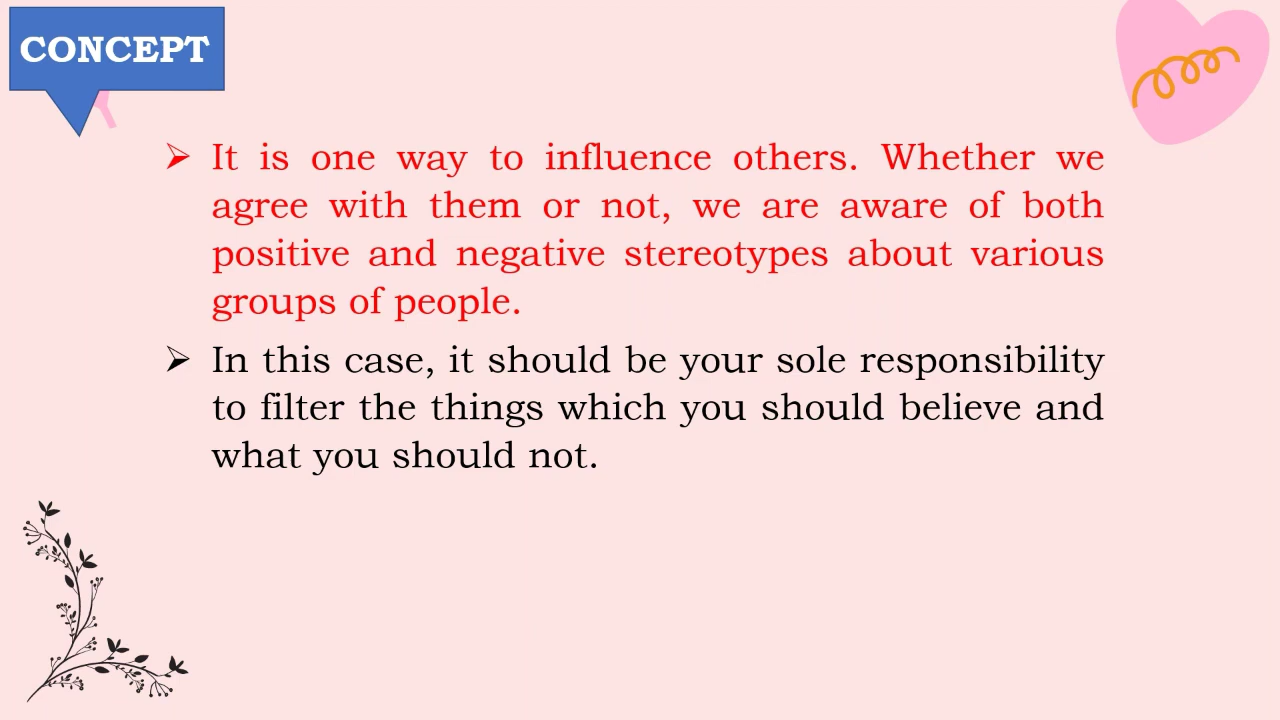 CONCEPT
It is one way to influence others. Whether we
agree with them or not, we are aware of both
positive and negative stereotypes about various
groups of people.
In this case, it should be your sole responsibility
to filter the things which you should believe and
what you should not.